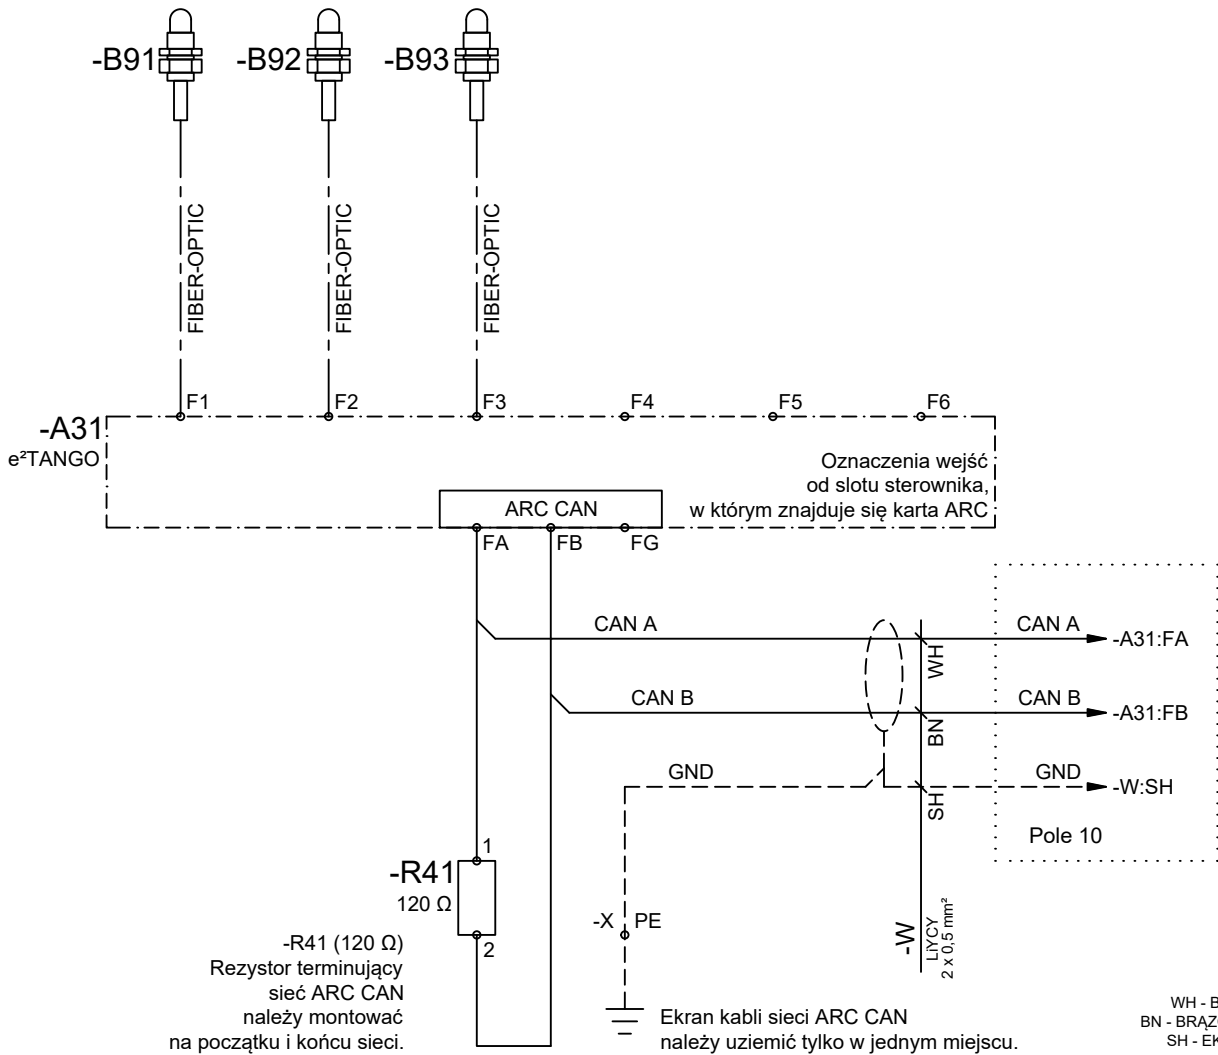 -B91
-B92
-B93
FIBER-OPTIC
FIBER-OPTIC
FIBER-OPTIC
F1
F2
F3
F4
F5
F6
-A31
e²TANGO
Oznaczenia wejść
od slotu sterownika,
w którym znajduje się karta ARC
ARC CAN
FA
FB
FG
CAN A
WH
CAN A
-A31:FA
CAN B
BN
CAN B
-A31:FB
GND
SH
GND
-W:SH
Pole 10
1
-R41
120 Ω
2
-X
PE
-W
LIYCY
2 x 0,5 mm²
-R41 (120 Ω)
Rezystor terminujący
sieć ARC CAN
należy montować
na początku i końcu sieci.
Ekran kabli sieci ARC CAN
należy uziemić tylko w jednym miejscu.
WH - B
BN -
SH -